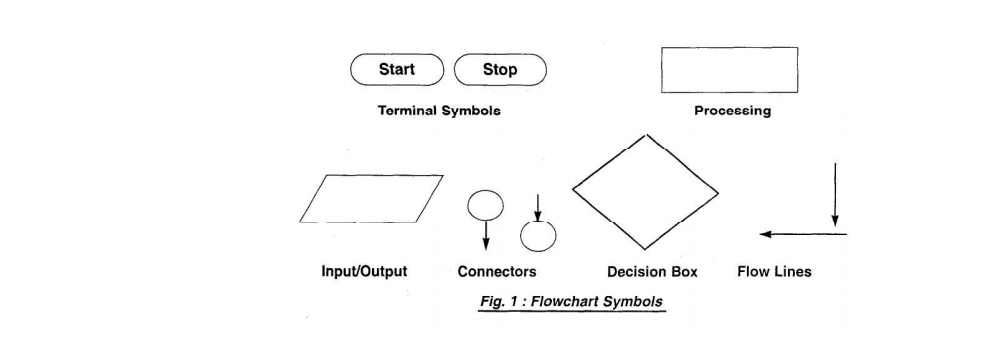 Start Stop
Terminal Symbols Processing
Input/Output Connectors Decision Box Flow Lines
Fig. 1 : Flowchart Symbols